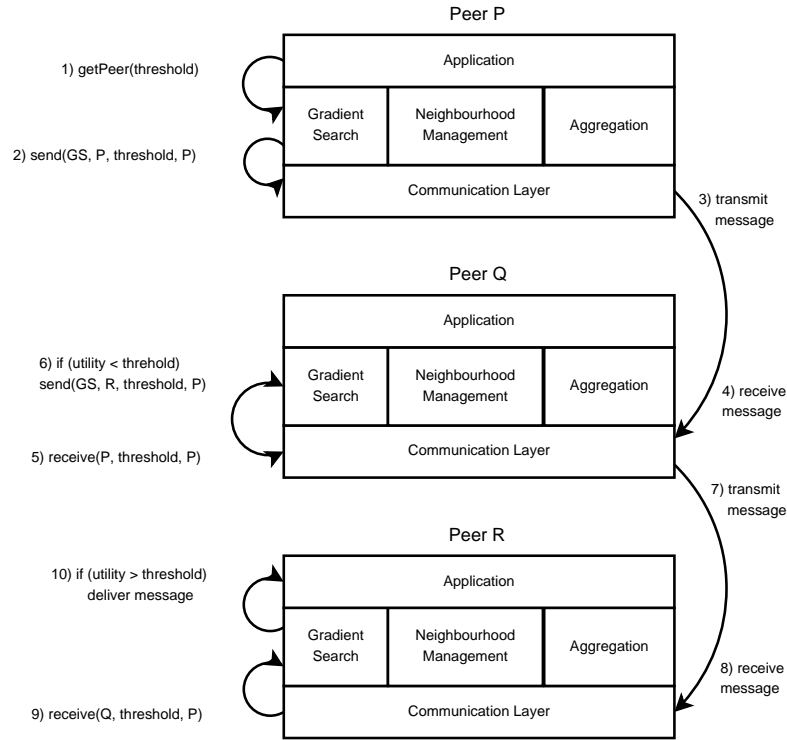 Peer P
Application
1) getPeer(threshold)
Gradient
Search
Neighbourhood
Management
Aggregation
2) send(GS, P, threshold, P)
Communication Layer
3) transmit
message
Peer Q
Application
6) if (utility < threhold)
send(GS, R, threshold, P)
Gradient
Search
Neighbourhood
Management
Aggregation
4) receive
message
5) receive(P, threshold, P)
Communication Layer
7) transmit
message
Peer R
10) if (utility > threshold)
deliver message
Application
Gradient
Search
Neighbourhood
Management
Aggregation
8) receive
message
9) receive(Q, threshold, P)
Communication Layer